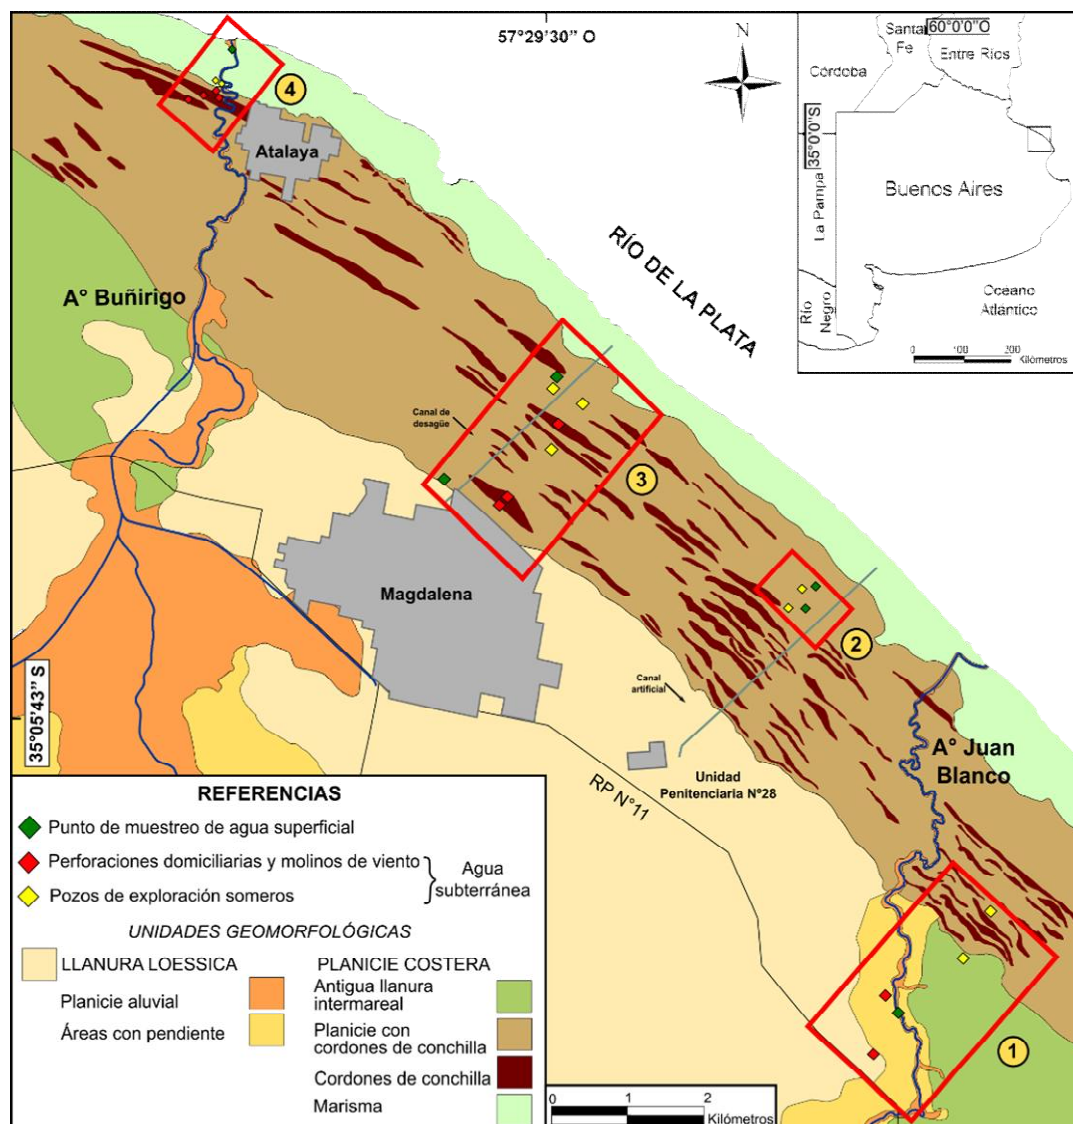 57°29'30" O
N
4
Atalaya
A° Buñirigo
RÍO DE LA PLATA
Canal de
desagüe
3
Magdalena
2
Canal
artificial
Unidad
Penitenciaria N°28
RP N°11
A° Juan
Blanco
1
35°05'43" S
Santa
Fe
60°0'0"O
Entre Ríos
Córdoba
35°0'0"S
La Pampa
Buenos Aires
Río
Negro
Oceano
Atlántico
0 100 200
Kilómetros
REFERENCIAS
Punto de muestreo de agua superficial
Perforaciones domiciliarias y molinos de viento
Pozos de exploración someros
Agua
subterránea
UNIDADES GEOMORFOLÓGICAS
LLANURA LOESSICA
Planicie aluvial
Áreas con pendiente
PLANICIE COSTERA
Antigua llanura
intermareal
Planicie con
cordones de conchilla
Cordones de conchilla
Marisma
0 1 2
Kilómetros